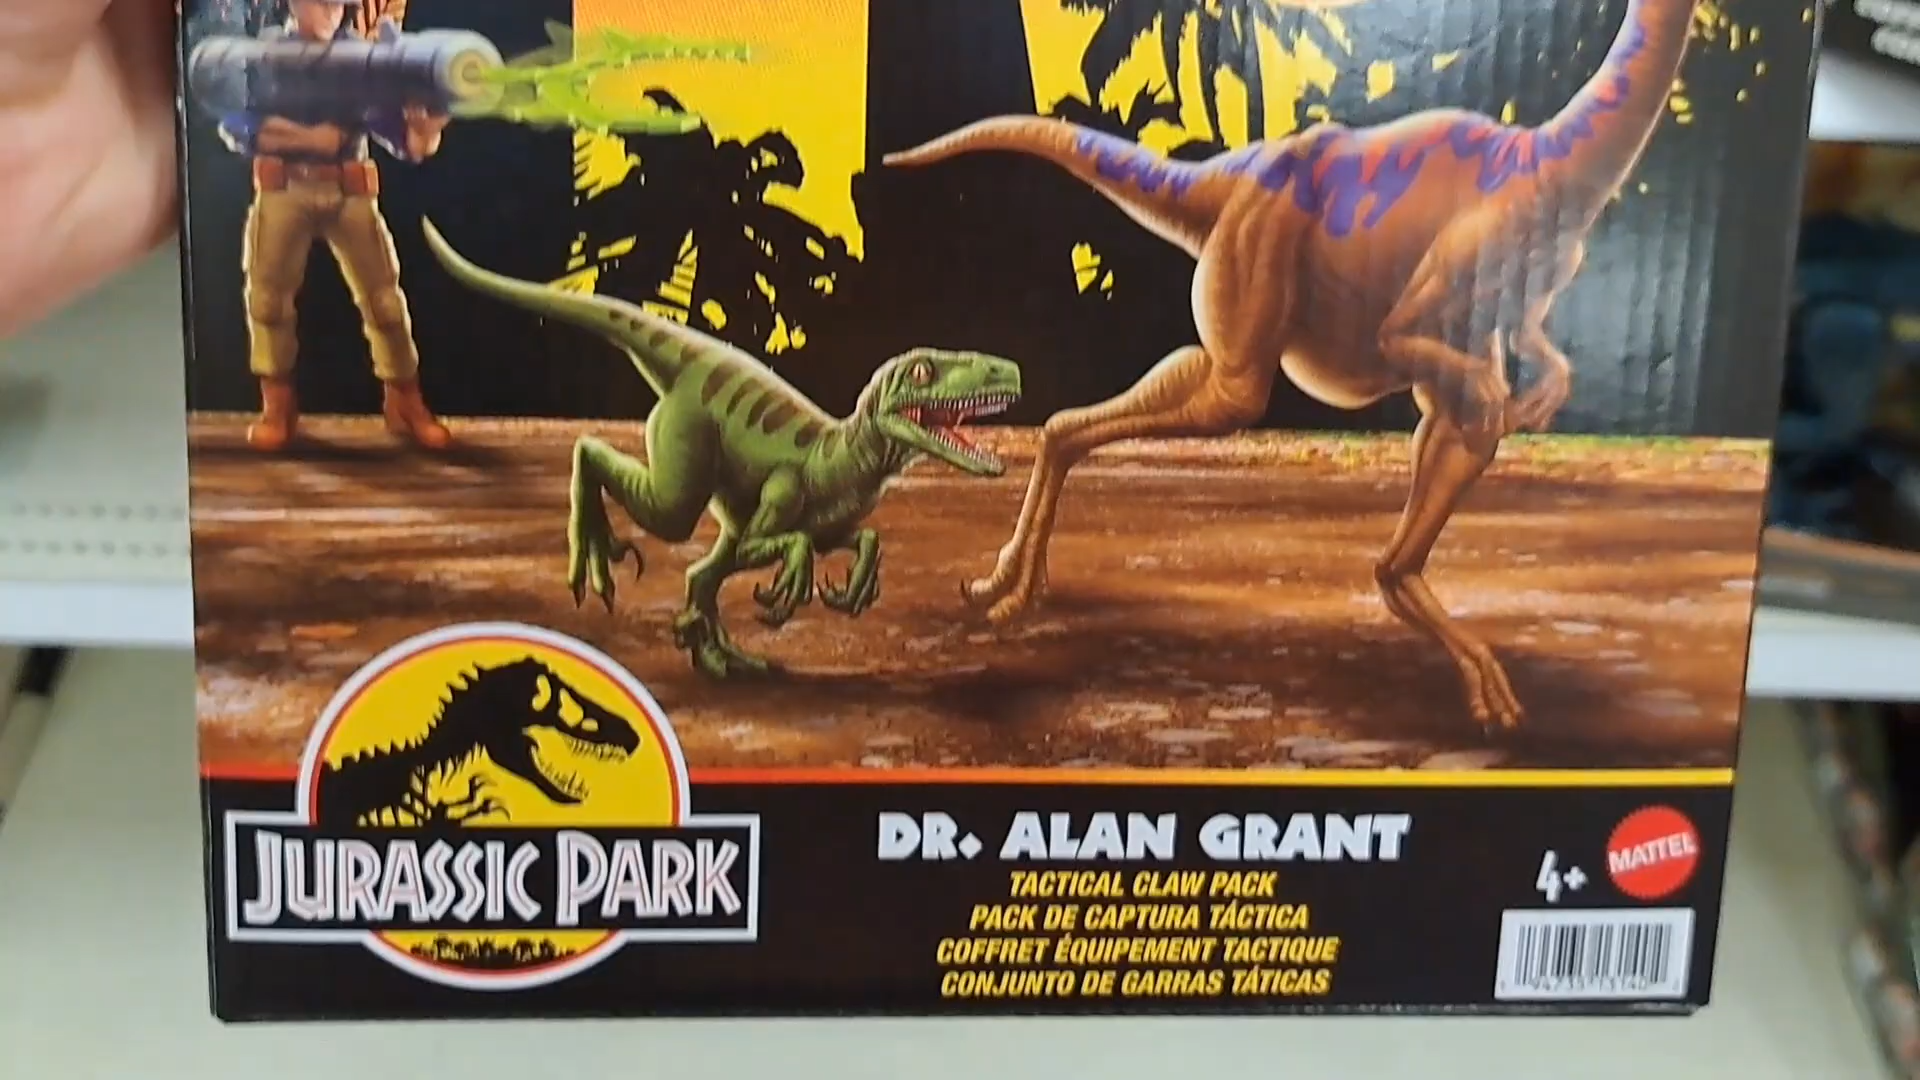 JURASSIC PARK
DR. ALAN GRANT
TACTICAL CLAW PACK
PACK DE CAPTURA TÁCTICA
COFFRET ÉQUIPEMENT TACTIQUE
CONJUNTO DE GARRAS TÁTICAS
4+
MATTEL